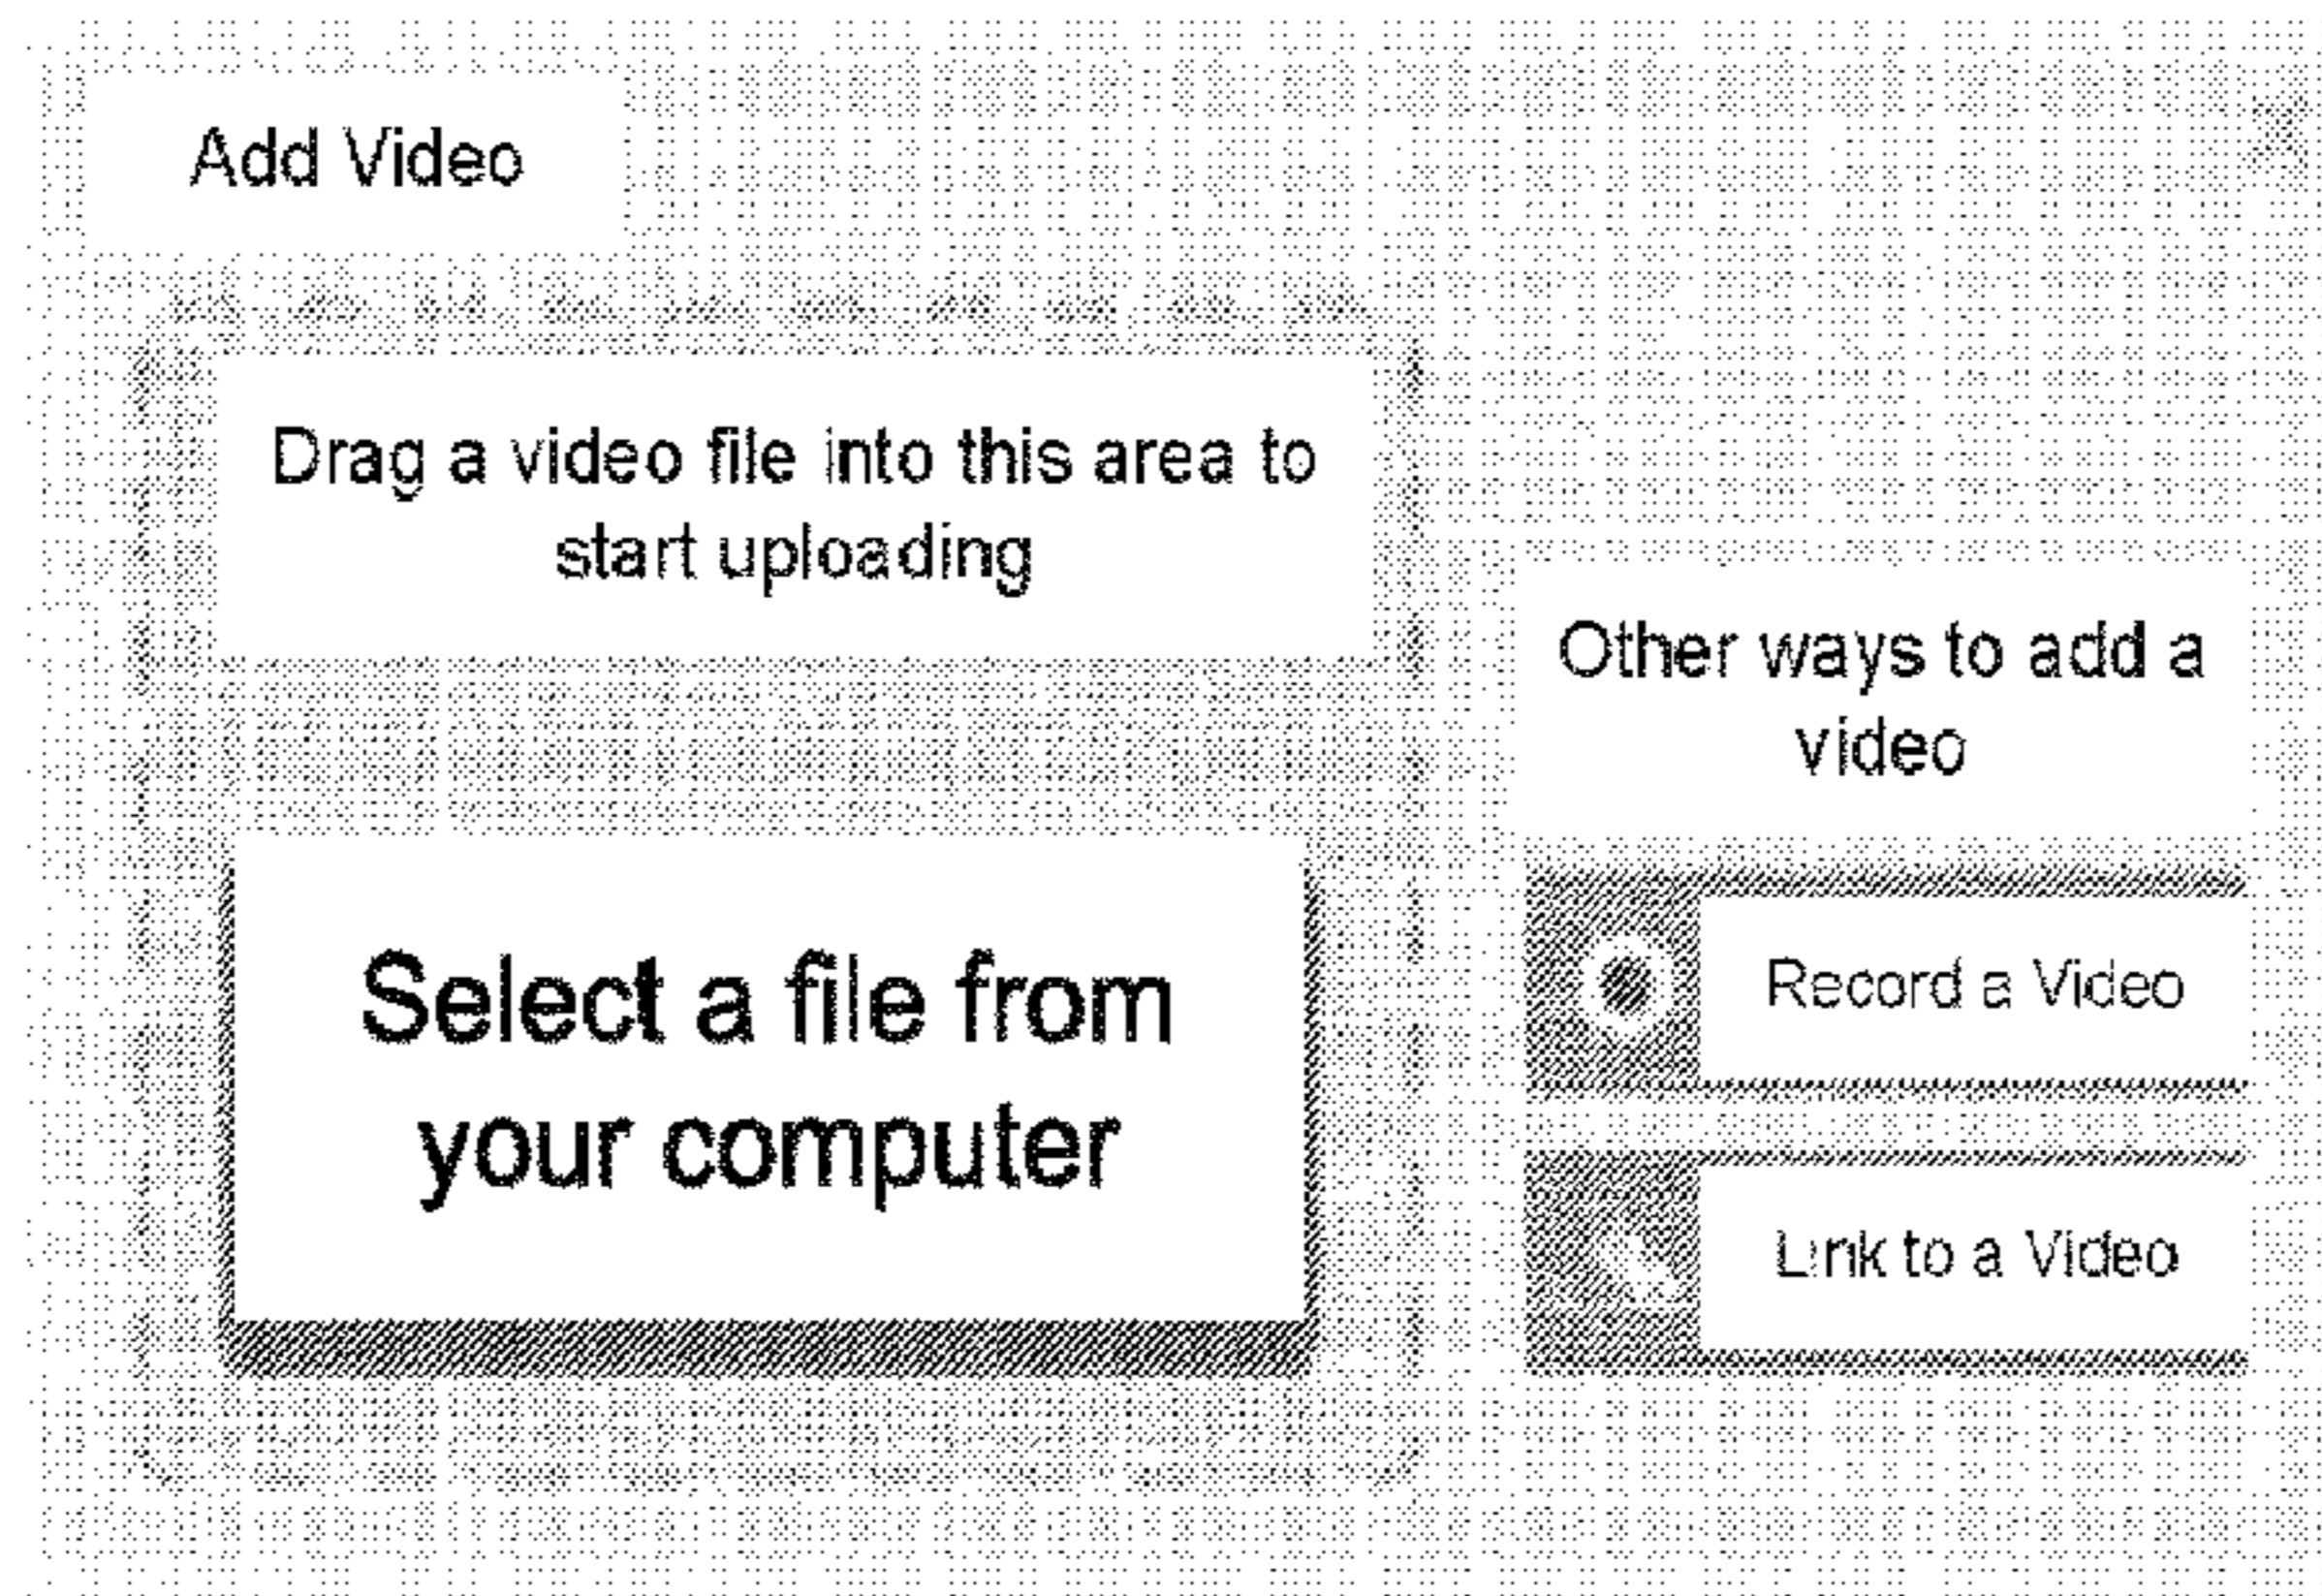 Add Video
Drag a video file into this area to
start uploading
Select a file from
your computer
Other ways to add a
video
Record a Video
Link to a Video